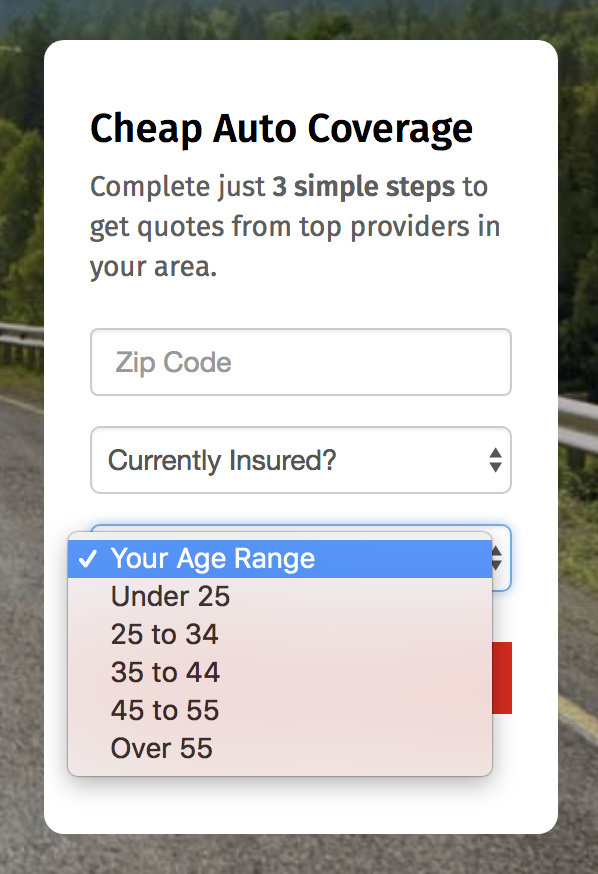 Cheap Auto Coverage
Complete just 3 simple steps to
get quotes from top providers in
your area.
Zip Code
Currently Insured?
✓ Your Age Range
Under 25
25 to 34
35 to 44
45 to 55
Over 55